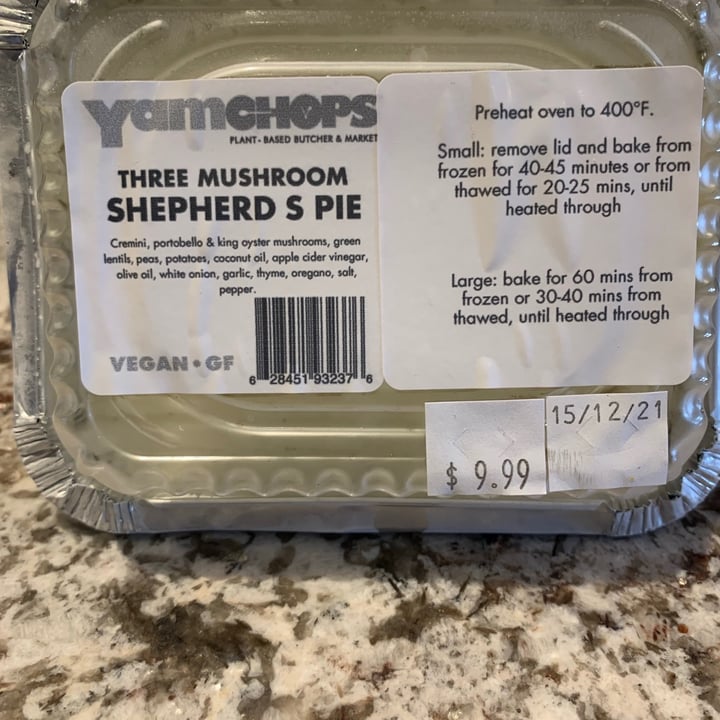 YamCHOPS
PLANT-BASED BUTCHER & MARKET
THREE MUSHROOM
SHEPHERD S PIE
Cremini, portobello & king oyster mushrooms, green
lentils, peas, potatoes, coconut oil, apple cider vinegar,
olive oil, white onion, garlic, thyme, oregano, salt,
pepper.
VEGAN • GF
6 28451 93237 6
Preheat oven to 400°F.
Small: remove lid and bake from
frozen for 40-45 minutes or from
thawed for 20-25 mins, until
heated through
Large: bake for 60 mins from
frozen or 30-40 mins from
thawed, until heated through
$ 9.99
15/12/21